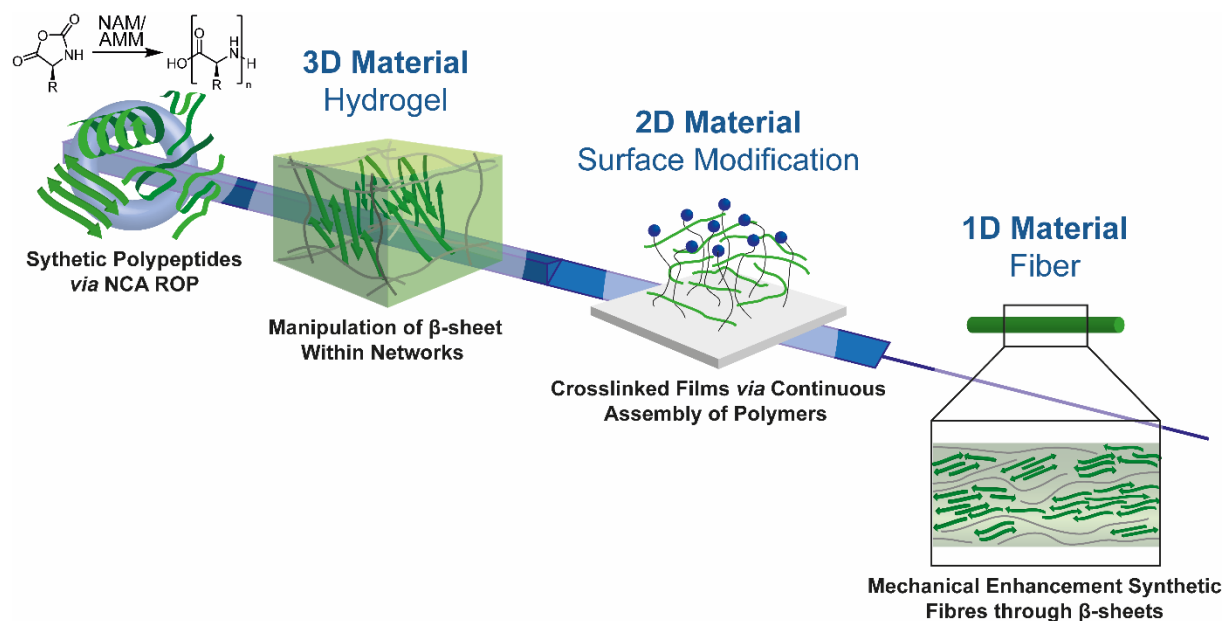 NAM/
AMM
O
O
O
NH
R
HO
O
H
N
H
R
n
Sythetic Polypeptides
via NCA ROP
3D Material
Hydrogel
Manipulation of β-sheet
Within Networks
2D Material
Surface Modification
Crosslinked Films via Continuous
Assembly of Polymers
1D Material
Fiber
Mechanical Enhancement Synthetic
Fibres through β-sheets